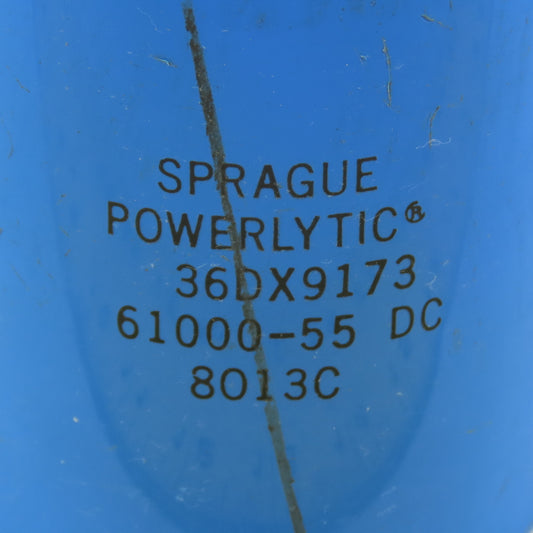 SPRAGUE
POWERLYTIC®
36DX9173
61000-55 DC
8013C